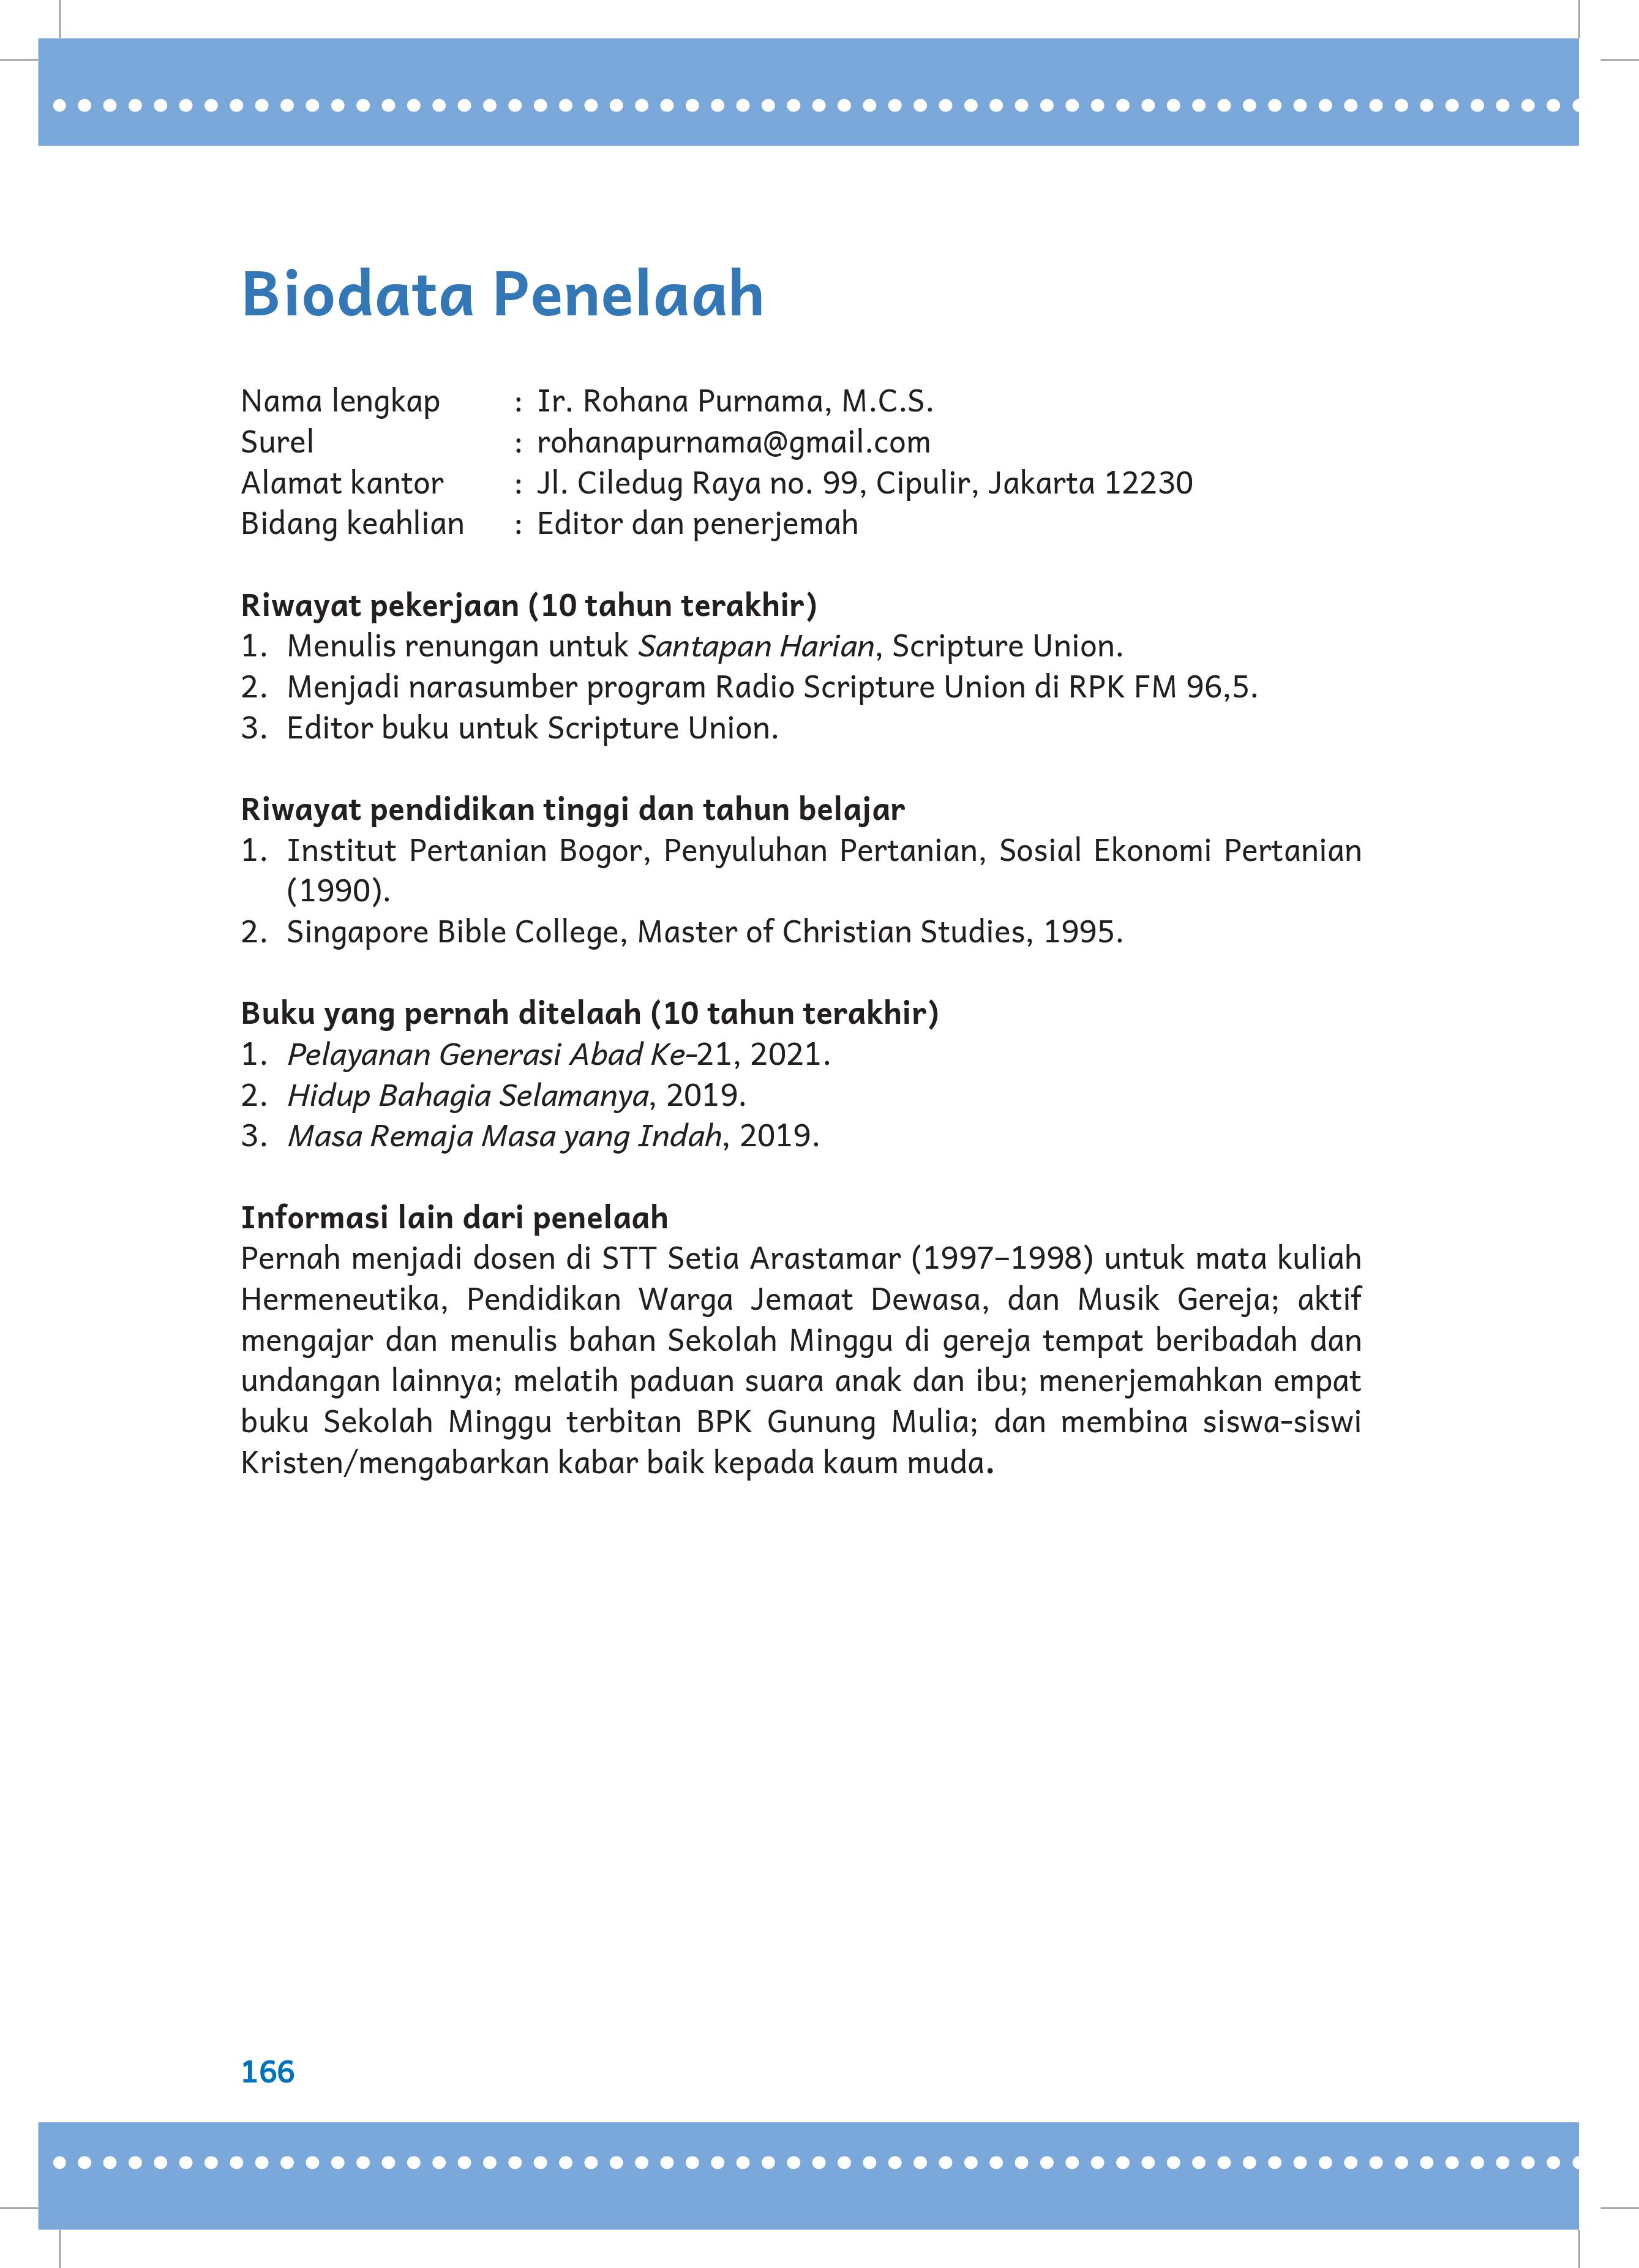 Biodata Penelaah
Nama lengkap : Ir. Rohana Purnama, M.C.S.
Surel : rohanapurnama@gmail.com
Alamat kantor : Jl. Ciledug Raya no. 99, Cipulir, Jakarta 12230
Bidang keahlian : Editor dan penerjemah
Riwayat pekerjaan (10 tahun terakhir)
1. Menulis renungan untuk Santapan Harian, Scripture Union.
2. Menjadi narasumber program Radio Scripture Union di RPK FM 96,5.
3. Editor buku untuk Scripture Union.
Riwayat pendidikan tinggi dan tahun belajar
1. Institut Pertanian Bogor, Penyuluhan Pertanian, Sosial Ekonomi Pertanian
(1990).
2. Singapore Bible College, Master of Christian Studies, 1995.
Buku yang pernah ditelaah (10 tahun terakhir)
1. Pelayanan Generasi Abad Ke-21, 2021.
2. Hidup Bahagia Selamanya, 2019.
3. Masa Remaja Masa yang Indah, 2019.
Informasi lain dari penelaah
Pernah menjadi dosen di STT Setia Arastamar (1997–1998) untuk mata kuliah
Hermeneutika, Pendidikan Warga Jemaat Dewasa, dan Musik Gereja; aktif
mengajar dan menulis bahan Sekolah Minggu di gereja tempat beribadah dan
undangan lainnya; melatih paduan suara anak dan ibu; menerjemahkan empat
buku Sekolah Minggu terbitan BPK Gunung Mulia; dan membina siswa-siswi
Kristen/mengabarkan kabar baik kepada kaum muda.
166